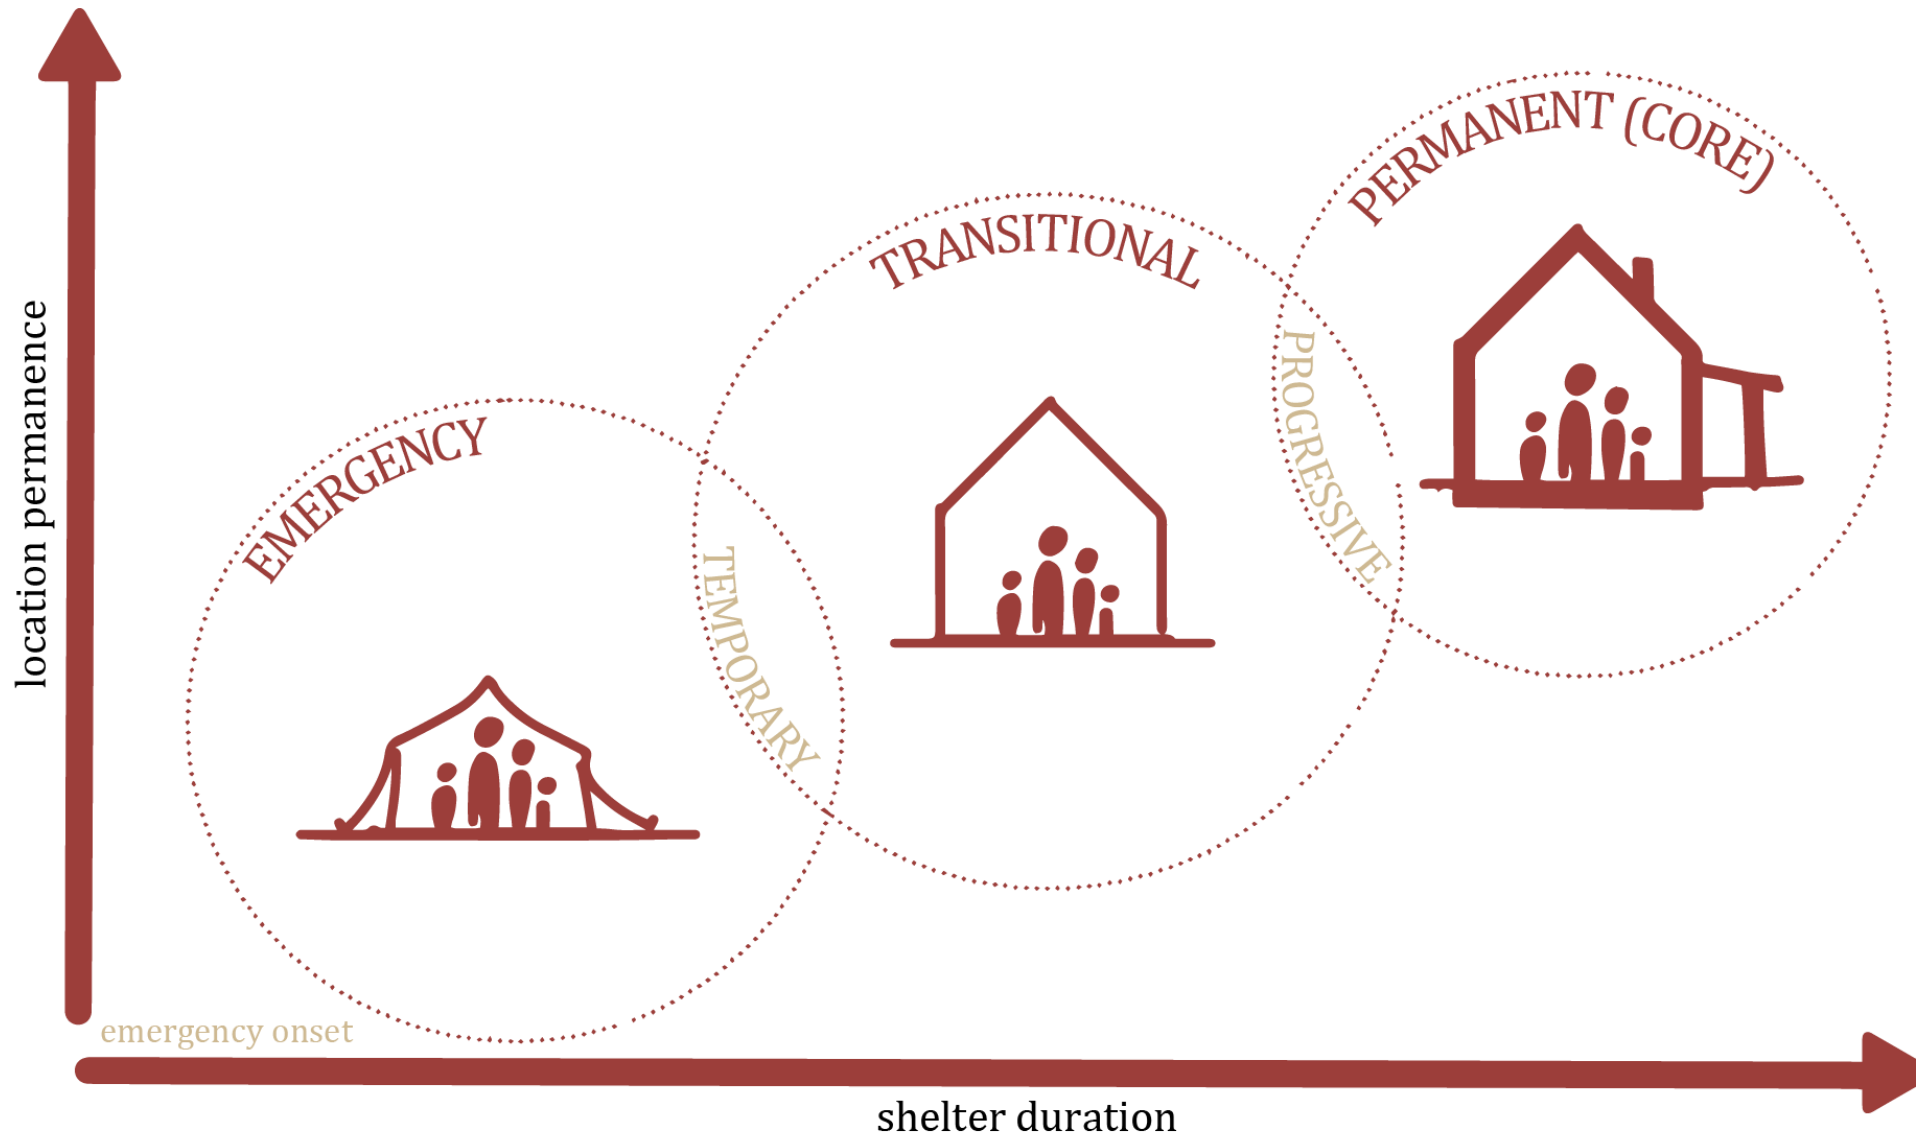 PERMANENT (CORE)
TRANSITIONAL
PROGRESSIVE
EMERGENCY
TEMPORARY
location permanence
emergency onset
shelter duration